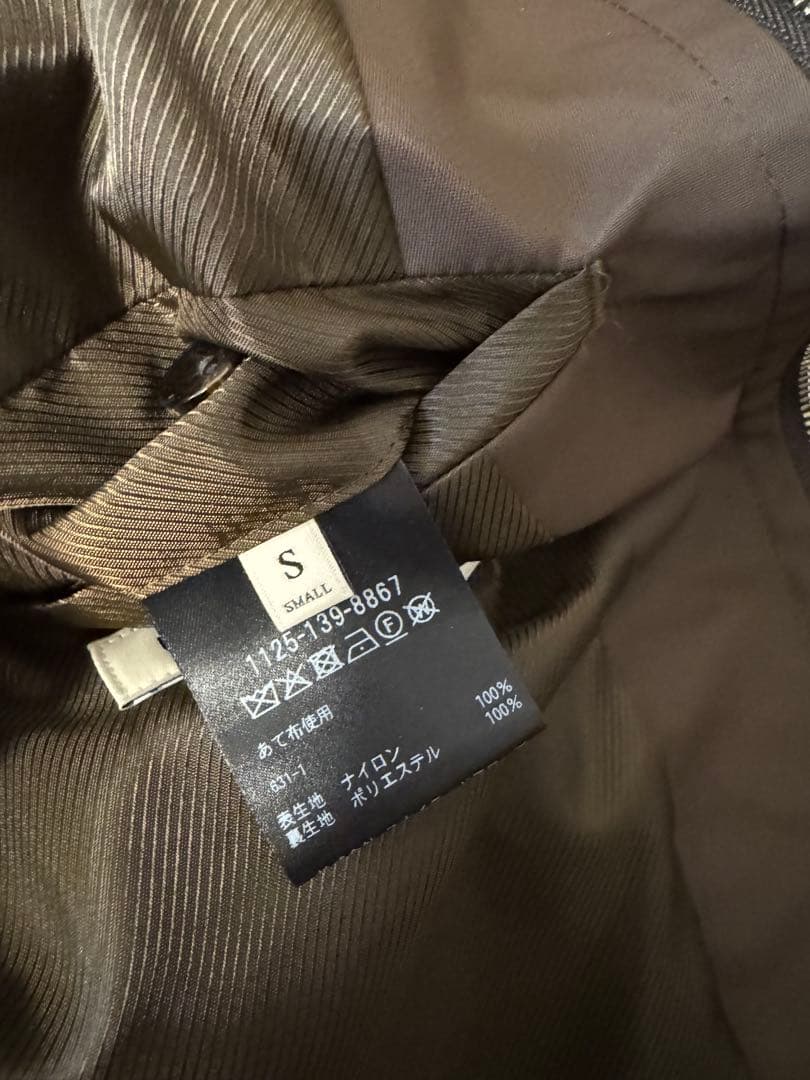 S
SMALL
1125-139-8867
F
あて布使用
631-1
表生地 ナイロン 100%
裏生地 ポリエステル 100%